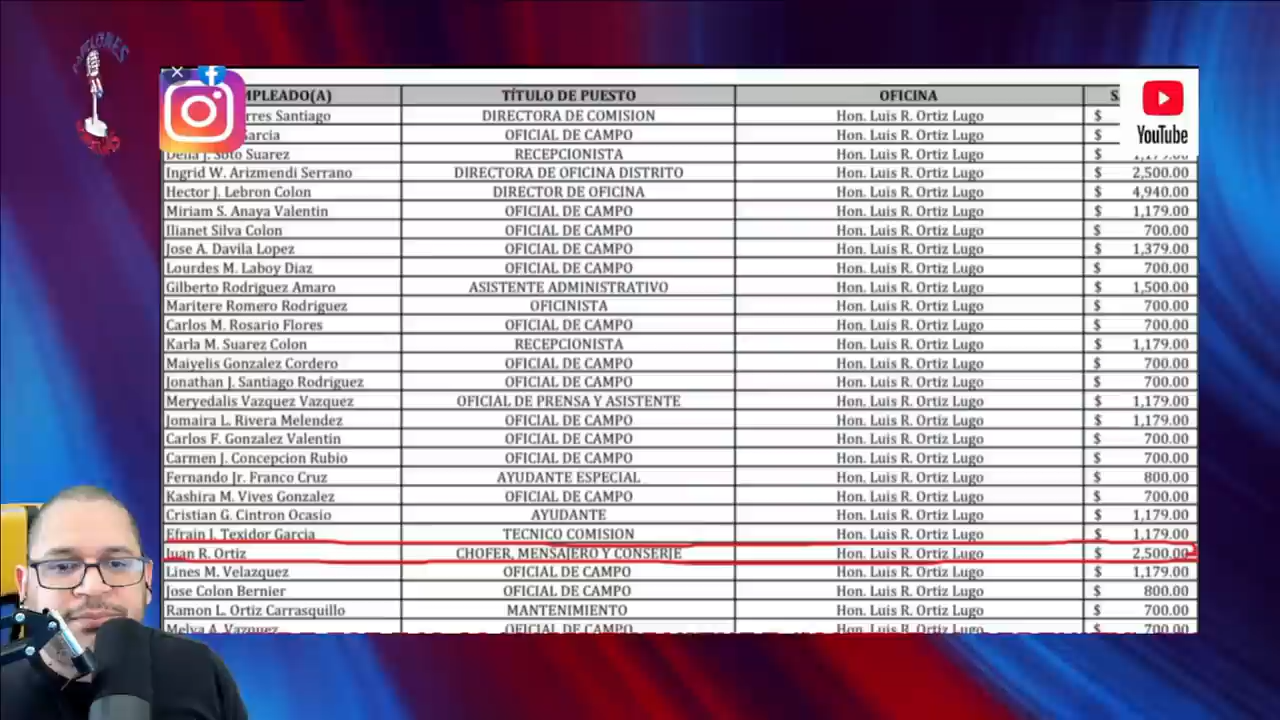 MPLEADO(A) TÍTULO DE PUESTO OFICINA S
rres Santiago DIRECTORA DE COMISION Hon. Luis R. Ortiz Lugo $
Garcia OFICIAL DE CAMPO Hon. Luis R. Ortiz Lugo $
Delia J. Soto Suarez RECEPCIONISTA Hon. Luis R. Ortiz Lugo $
Ingrid W. Arizmendi Serrano DIRECTORA DE OFICINA DISTRITO Hon. Luis R. Ortiz Lugo $ 2,500.00
Hector J. Lebron Colon DIRECTOR DE OFICINA Hon. Luis R. Ortiz Lugo $ 4,940.00
Miriam S. Anaya Valentin OFICIAL DE CAMPO Hon. Luis R. Ortiz Lugo $ 1,179.00
Ilianet Silva Colon OFICIAL DE CAMPO Hon. Luis R. Ortiz Lugo $ 700.00
Jose A. Davila Lopez OFICIAL DE CAMPO Hon. Luis R. Ortiz Lugo $ 1,379.00
Lourdes M. Laboy Diaz OFICIAL DE CAMPO Hon. Luis R. Ortiz Lugo $ 700.00
Gilberto Rodriguez Amaro ASISTENTE ADMINISTRATIVO Hon. Luis R. Ortiz Lugo $ 1,500.00
Maritere Romero Rodriguez OFICINISTA Hon. Luis R. Ortiz Lugo $ 700.00
Carlos M. Rosario Flores OFICIAL DE CAMPO Hon. Luis R. Ortiz Lugo $ 700.00
Karla M. Suarez Colon RECEPCIONISTA Hon. Luis R. Ortiz Lugo $ 1,179.00
Maiyelis Gonzalez Cordero OFICIAL DE CAMPO Hon. Luis R. Ortiz Lugo $ 700.00
Jonathan J. Santiago Rodriguez OFICIAL DE CAMPO Hon. Luis R. Ortiz Lugo $ 700.00
Meryedalis Vazquez Vazquez OFICIAL DE PRENSA Y ASISTENTE Hon. Luis R. Ortiz Lugo $ 1,179.00
Jomaira L. Rivera Melendez OFICIAL DE CAMPO Hon. Luis R. Ortiz Lugo $ 1,179.00
Carlos F. Gonzalez Valentin OFICIAL DE CAMPO Hon. Luis R. Ortiz Lugo $ 700.00
Carmen J. Concepcion Rubio OFICIAL DE CAMPO Hon. Luis R. Ortiz Lugo $ 700.00
Fernando Jr. Franco Cruz AYUDANTE ESPECIAL Hon. Luis R. Ortiz Lugo $ 800.00
Kashira M. Vives Gonzalez OFICIAL DE CAMPO Hon. Luis R. Ortiz Lugo $ 700.00
Cristian G. Cintron Ocasio AYUDANTE Hon. Luis R. Ortiz Lugo $ 1,179.00
Efrain I. Texidor Garcia TECNICO COMISION Hon. Luis R. Ortiz Lugo $ 1,179.00
Juan R. Ortiz CHOFER, MENSAJERO Y CONSERJE Hon. Luis R. Ortiz Lugo $ 2,500.00
Lines M. Velazquez OFICIAL DE CAMPO Hon. Luis R. Ortiz Lugo $ 1,179.00
Jose Colon Bernier OFICIAL DE CAMPO Hon. Luis R. Ortiz Lugo $ 800.00
Ramon L. Ortiz Carrasquillo MANTENIMIENTO Hon. Luis R. Ortiz Lugo $ 700.00
Melva A. Vazquez OFICIAL DE CAMPO Hon. Luis R. Ortiz Lugo $ 700.00
YouTube